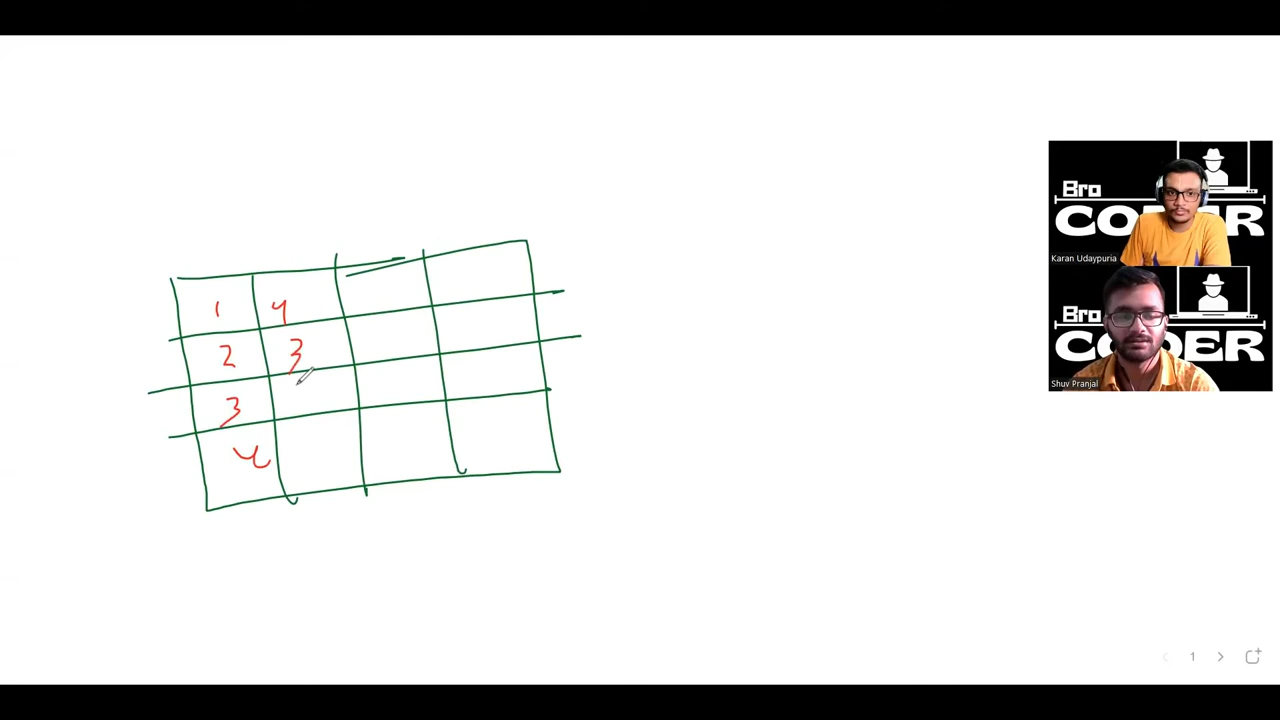 1 4
2 3
3
4
Bro
CODER
Karan Udaypuria
Bro
CODER
Shuv Pranjal
1